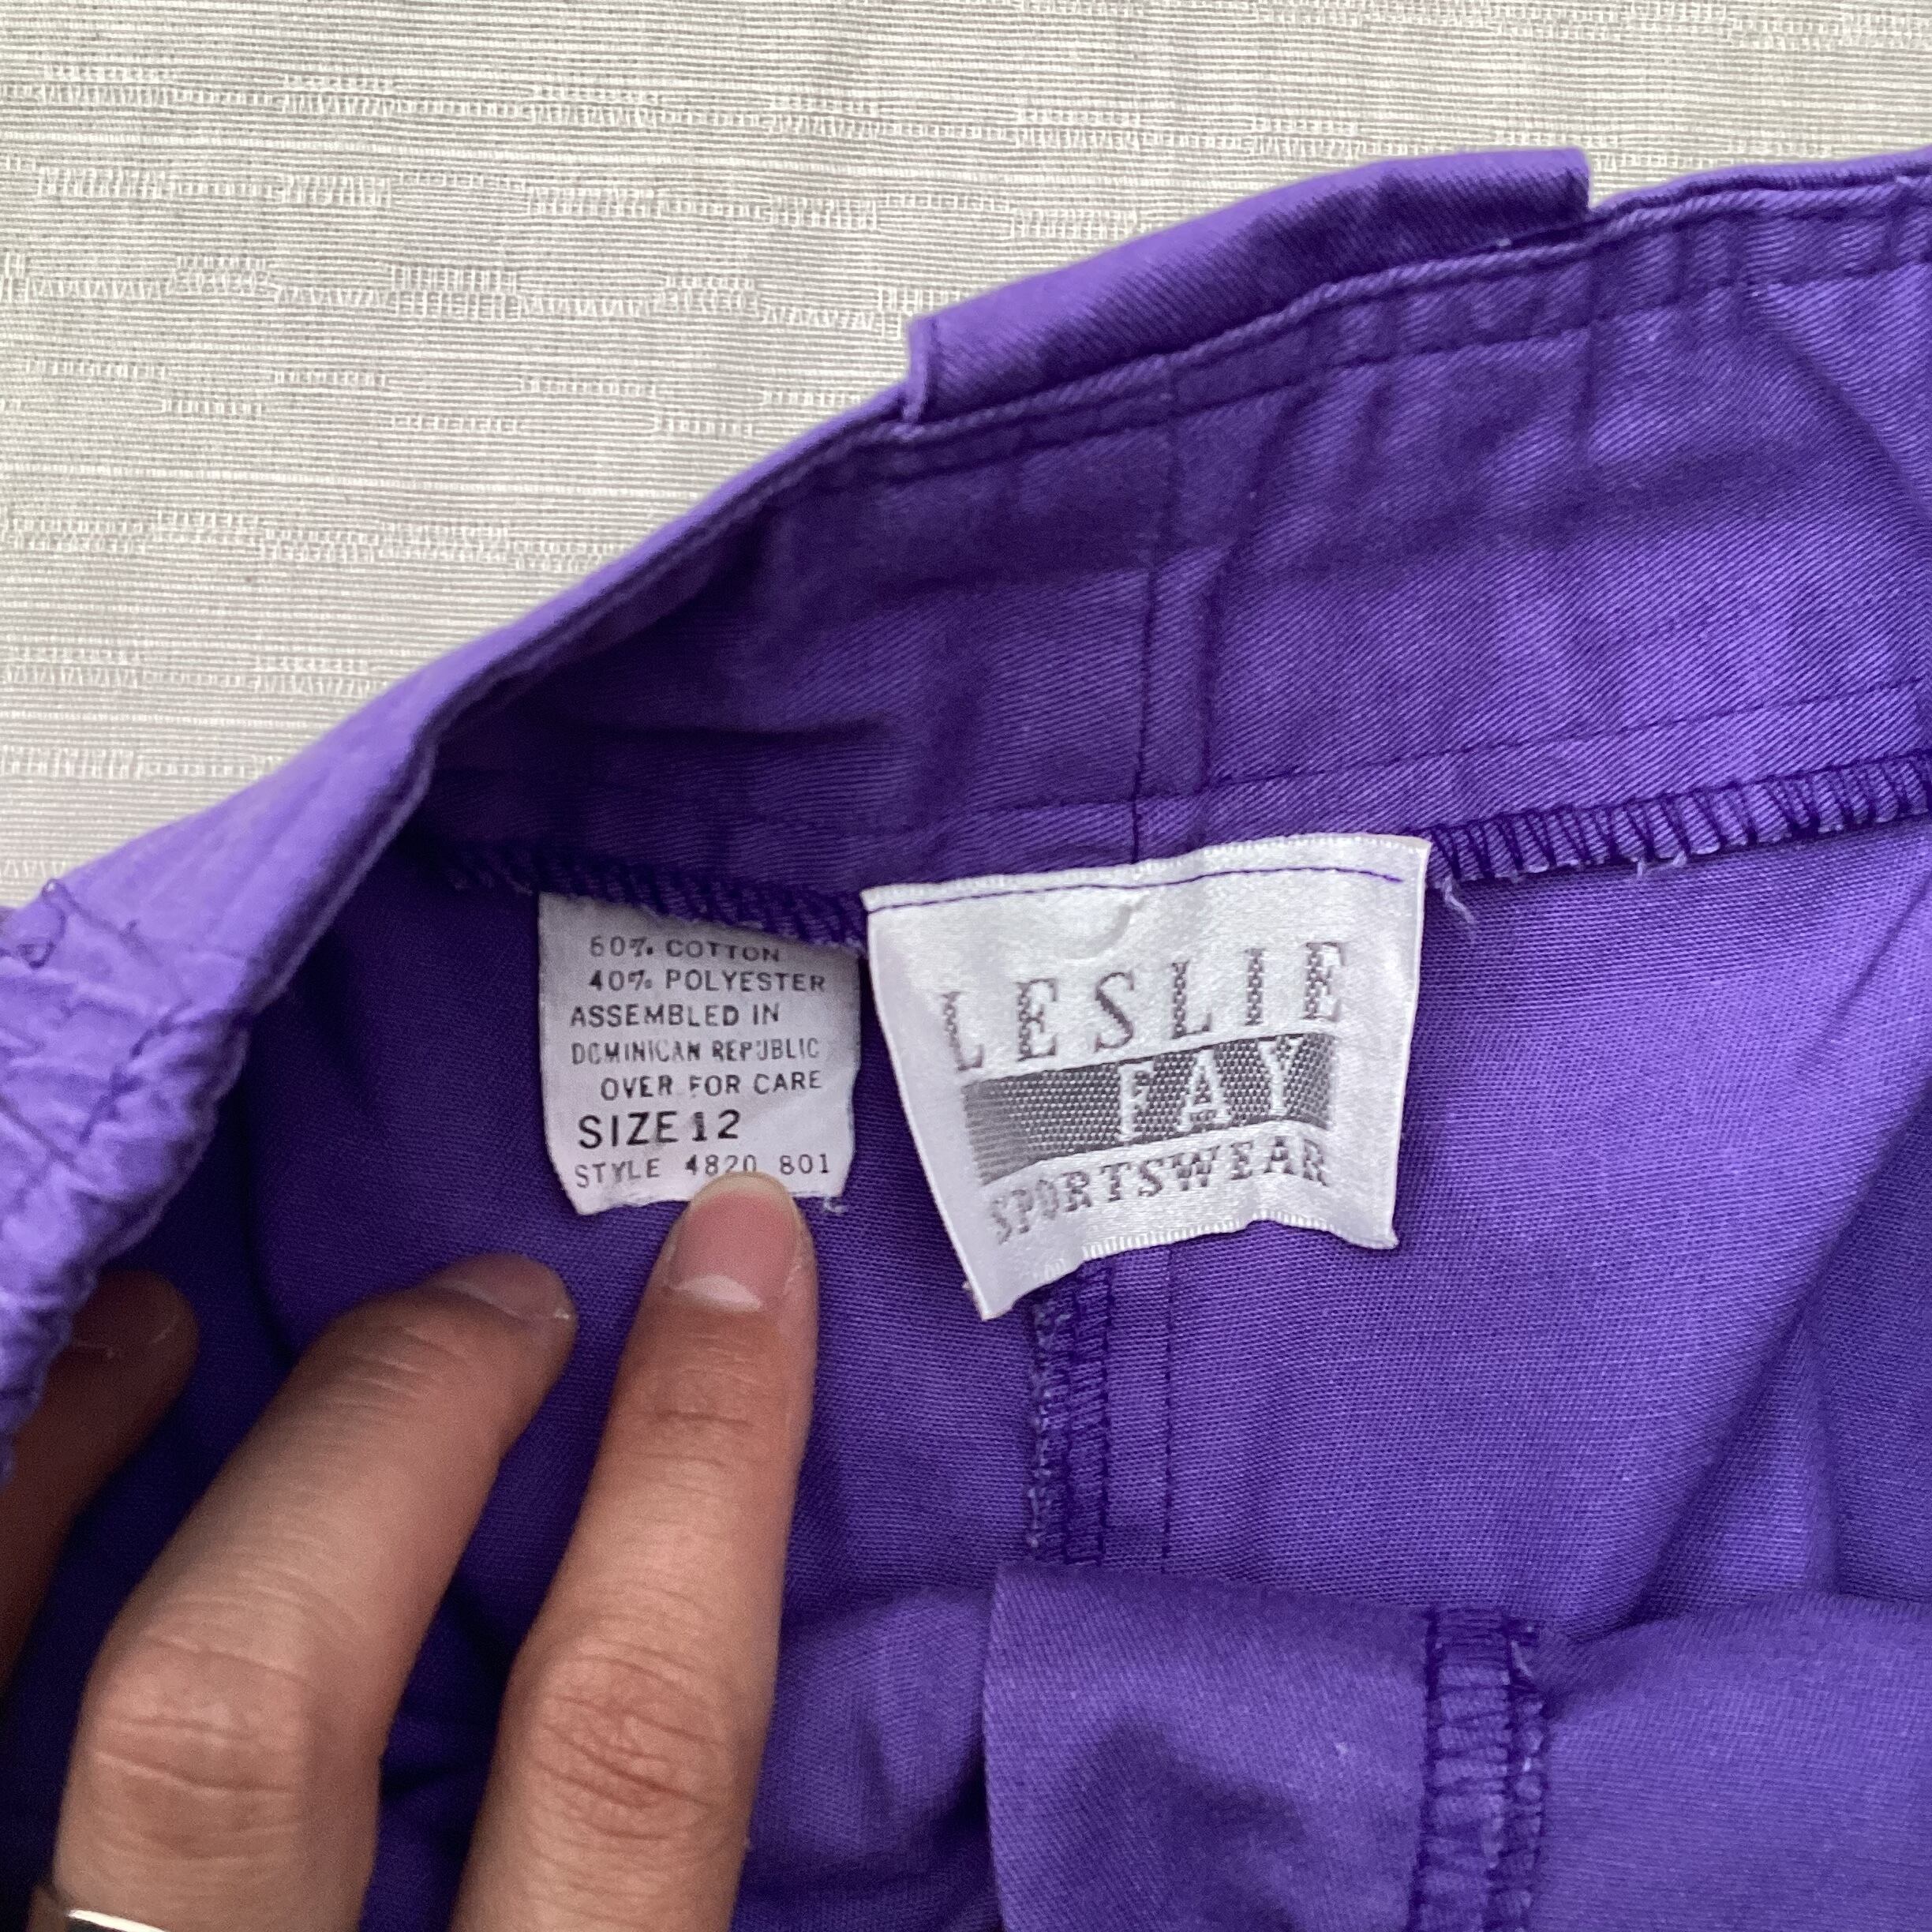 60% COTTON
40% POLYESTER
ASSEMBLED IN
DOMINICAN REPUBLIC
OVER FOR CARE
SIZE 12
STYLE 4820 801
LESLIE
FAY
SPORTSWEAR